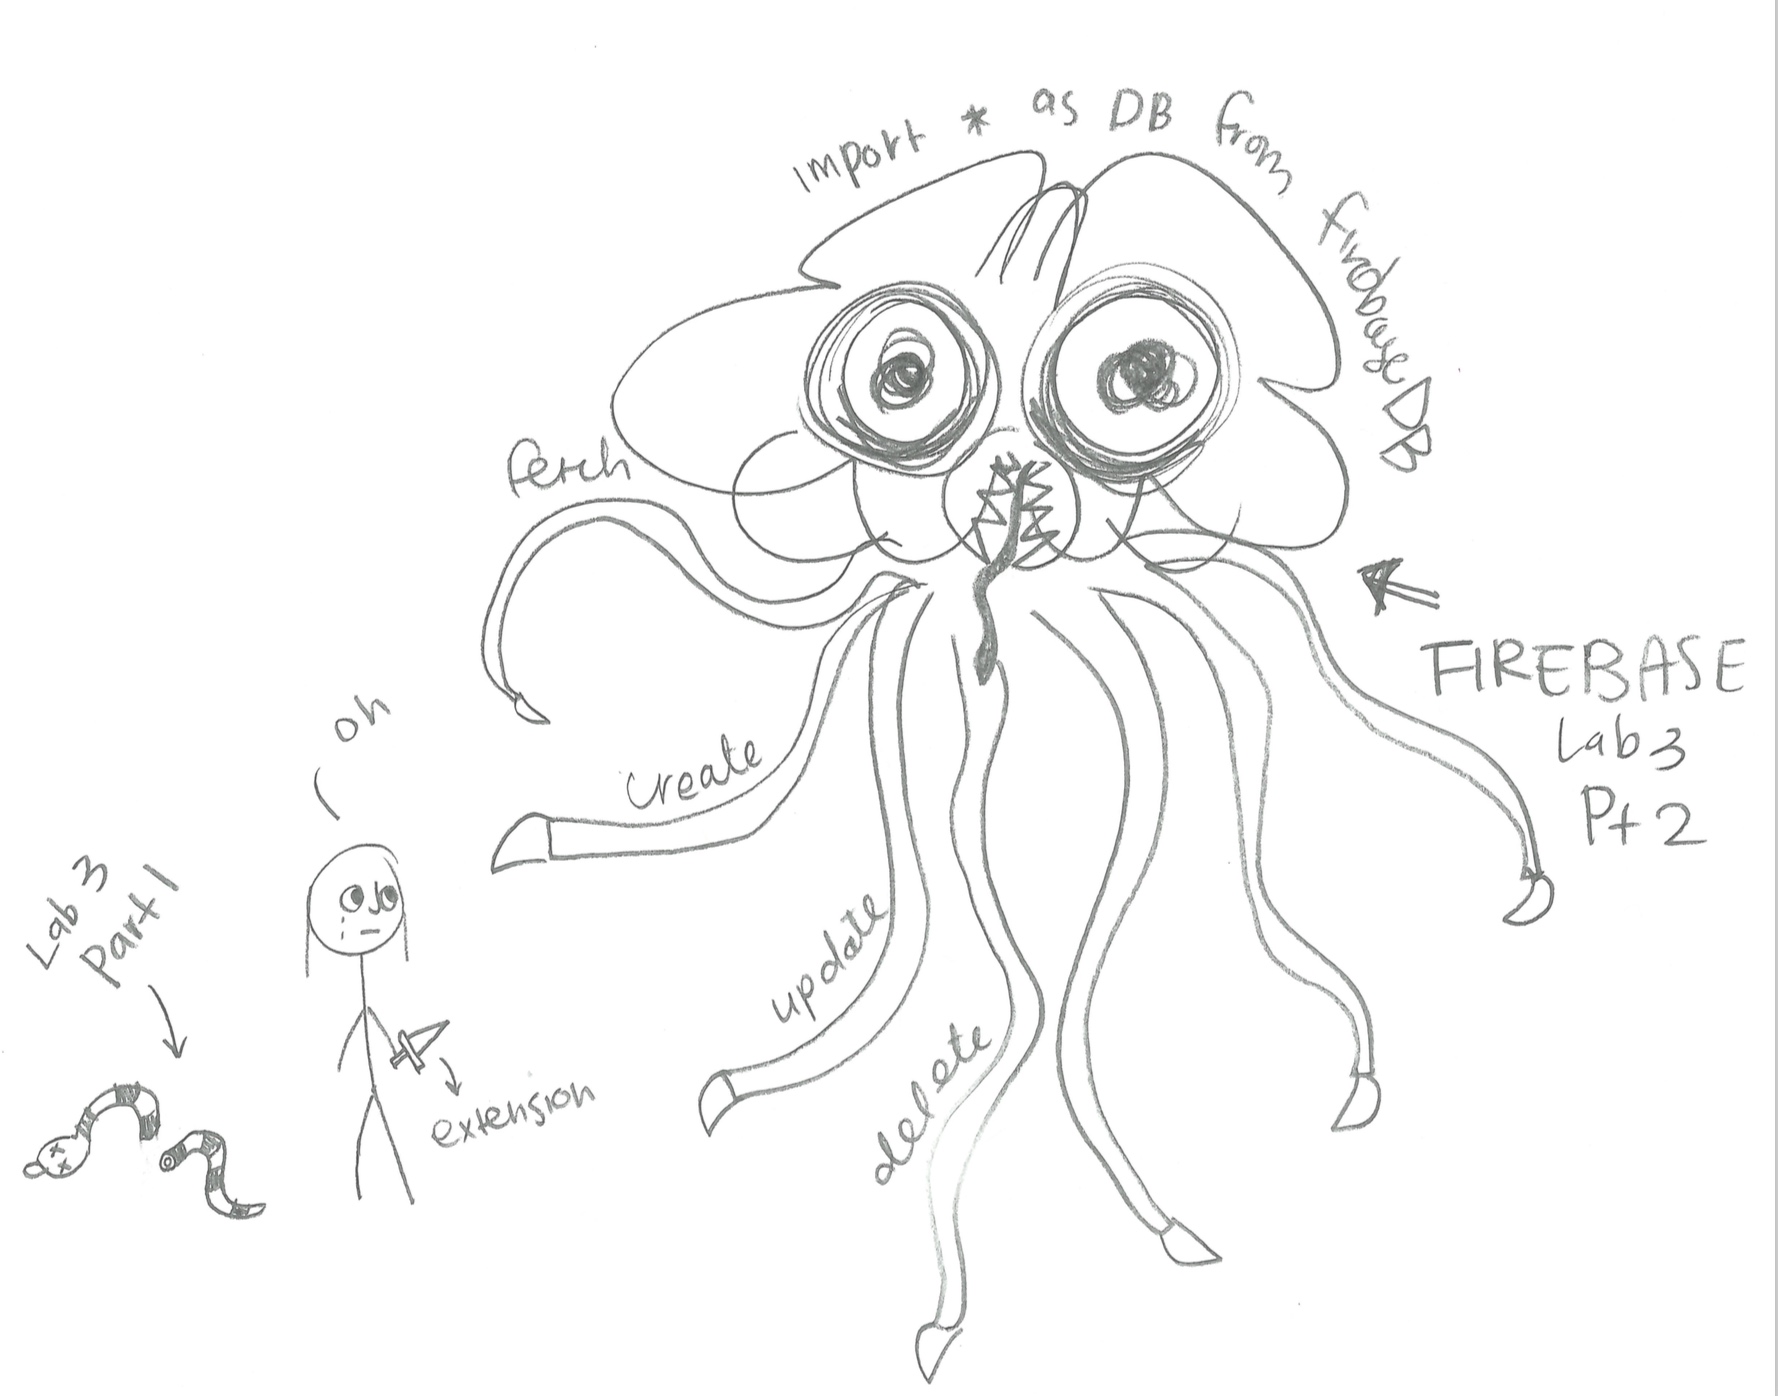 import * as DB from firebaseDB
fetch
FIREBASE
Lab 3
Pt 2
oh
create
Lab 3
Part 1
update
delete
extension